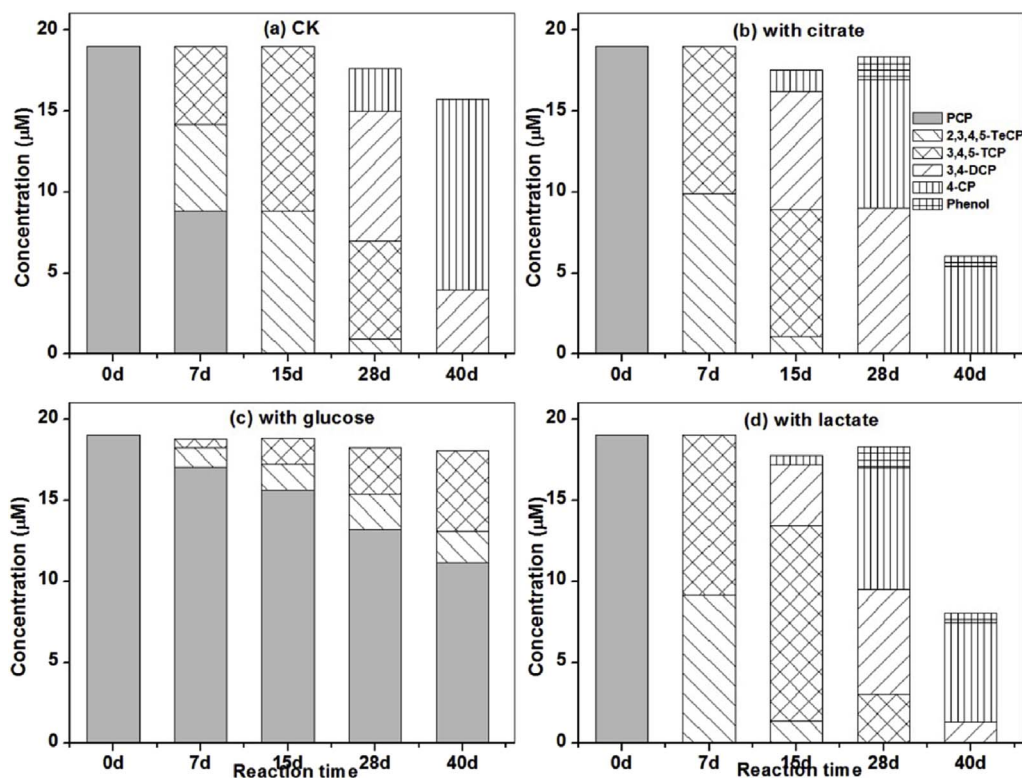 (a) CK
Concentration (μM)
20
15
10
5
0
0d 7d 15d 28d 40d
(b) with citrate
Concentration (μM)
20
15
10
5
0
0d 7d 15d 28d 40d
PCP
2,3,4,5-TeCP
3,4,5-TCP
3,4-DCP
4-CP
Phenol
(c) with glucose
Concentration (μM)
20
15
10
5
0
0d 7d 15d 28d 40d
Reaction time
(d) with lactate
Concentration (μM)
20
15
10
5
0
0d 7d 15d 28d 40d
Reaction time